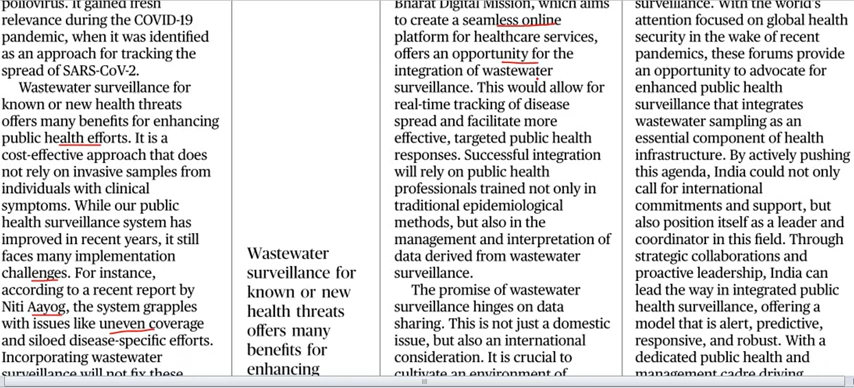 poliovirus. It gained fresh
relevance during the COVID-19
pandemic, when it was identified
as an approach for tracking the
spread of SARS-CoV-2.
Wastewater surveillance for
known or new health threats
offers many benefits for enhancing
public health efforts. It is a
cost-effective approach that does
not rely on invasive samples from
individuals with clinical
symptoms. While our public
health surveillance system has
improved in recent years, it still
faces many implementation
challenges. For instance,
according to a recent report by
Niti Aayog, the system grapples
with issues like uneven coverage
and siloed disease-specific efforts.
Incorporating wastewater
surveillance will not fix these
Wastewater
surveillance for
known or new
health threats
offers many
benefits for
enhancing
Bharat Digital Mission, which aims
to create a seamless online
platform for healthcare services,
offers an opportunity for the
integration of wastewater
surveillance. This would allow for
real-time tracking of disease
spread and facilitate more
effective, targeted public health
responses. Successful integration
will rely on public health
professionals trained not only in
traditional epidemiological
methods, but also in the
management and interpretation of
data derived from wastewater
surveillance.
The promise of wastewater
surveillance hinges on data
sharing. This is not just a domestic
issue, but also an international
consideration. It is crucial to
cultivate an environment of
surveillance. With the world's
attention focused on global health
security in the wake of recent
pandemics, these forums provide
an opportunity to advocate for
enhanced public health
surveillance that integrates
wastewater sampling as an
essential component of health
infrastructure. By actively pushing
this agenda, India could not only
call for international
commitments and support, but
also position itself as a leader and
coordinator in this field. Through
strategic collaborations and
proactive leadership, India can
lead the way in integrated public
health surveillance, offering a
model that is alert, predictive,
responsive, and robust. With a
dedicated public health and
management cadre driving